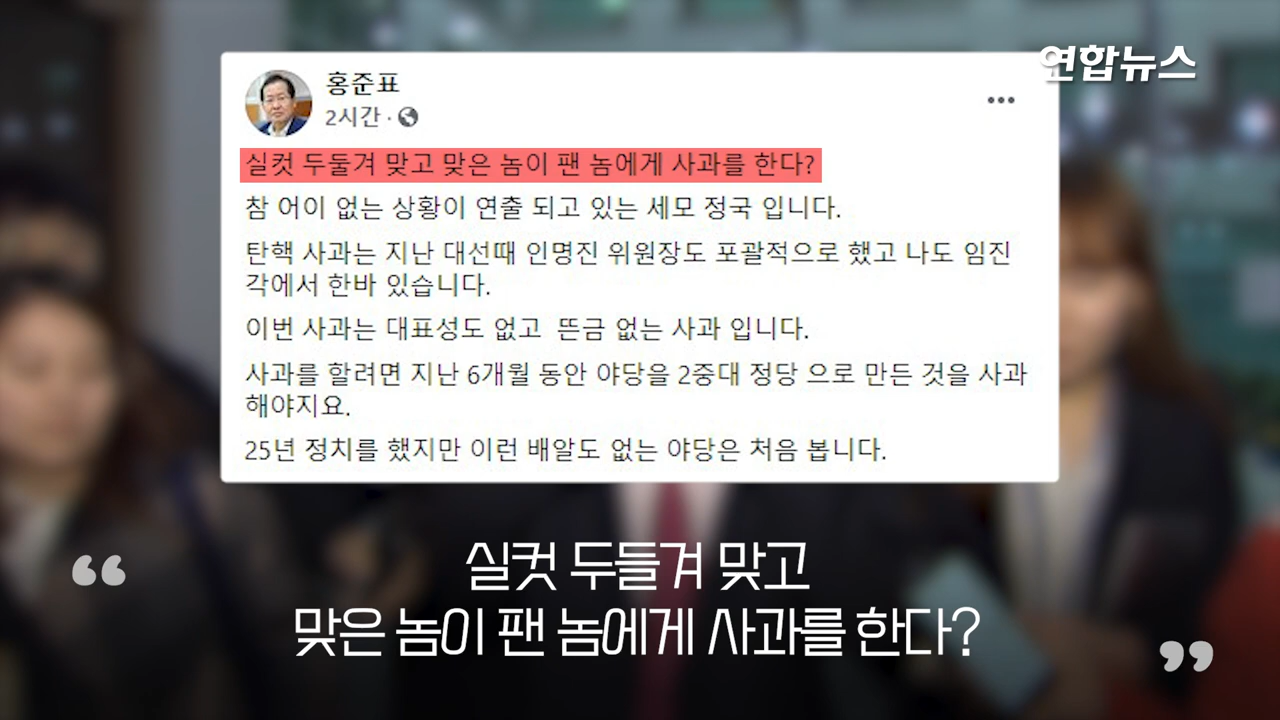 연합뉴스
홍준표
2시간 ·
실컷 두둘겨 맞고 맞은 놈이 팬 놈에게 사과를 한다?
참 어이 없는 상황이 연출 되고 있는 세모 정국 입니다.
탄핵 사과는 지난 대선때 인명진 위원장도 포괄적으로 했고 나도 임진
각에서 한바 있습니다.
이번 사과는 대표성도 없고 뜬금 없는 사과 입니다.
사과를 할려면 지난 6개월 동안 야당을 2중대 정당 으로 만든 것을 사과
해야지요.
25년 정치를 했지만 이런 배알도 없는 야당은 처음 봅니다.
“ 실컷 두들겨 맞고
맞은 놈이 팬 놈에게 사과를 한다? ”